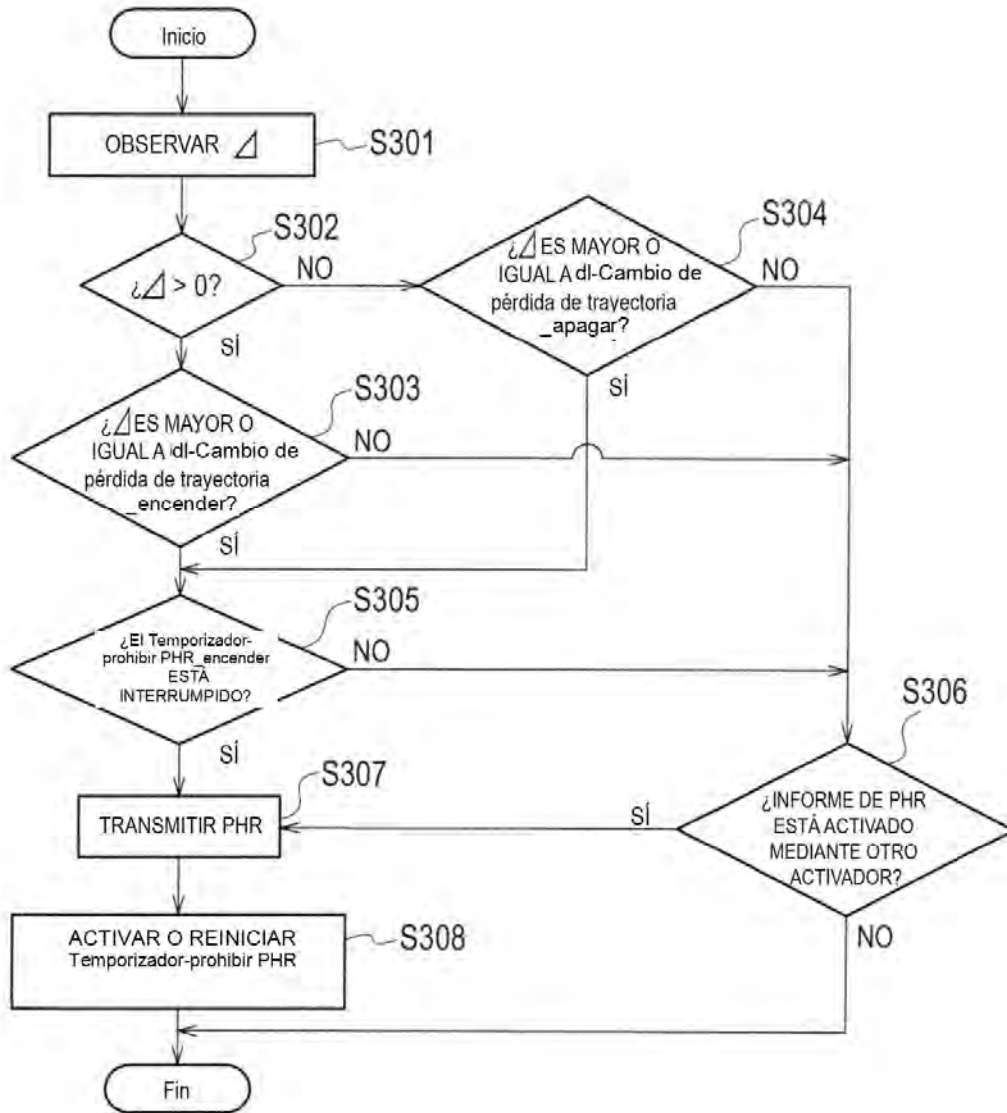 Inicio
OBSERVAR ⊿
S301
S302
¿⊿ > 0?
NO
SÍ
S304
¿⊿ ES MAYOR O
IGUAL A dl-Cambio de
pérdida de trayectoria
_apagar?
NO
SÍ
S303
¿⊿ ES MAYOR O
IGUAL A dl-Cambio de
pérdida de trayectoria
_encender?
NO
SÍ
S305
¿El Temporizador-
prohibir PHR_encender
ESTÁ
INTERRUMPIDO?
NO
SÍ
S306
¿INFORME DE PHR
ESTÁ ACTIVADO
MEDIANTE OTRO
ACTIVADOR?
SÍ
NO
S307
TRANSMITIR PHR
ACTIVAR O REINICIAR
Temporizador-prohibir PHR
S308
Fin